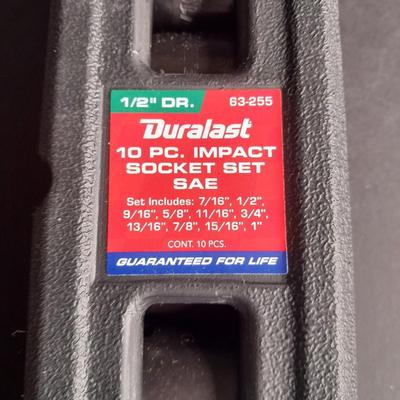 1/2" DR. 63-255
Duralast
10 PC. IMPACT
SOCKET SET
SAE
Set Includes: 7/16", 1/2",
9/16", 5/8", 11/16", 3/4",
13/16", 7/8", 15/16", 1"
CONT. 10 PCS.
GUARANTEED FOR LIFE